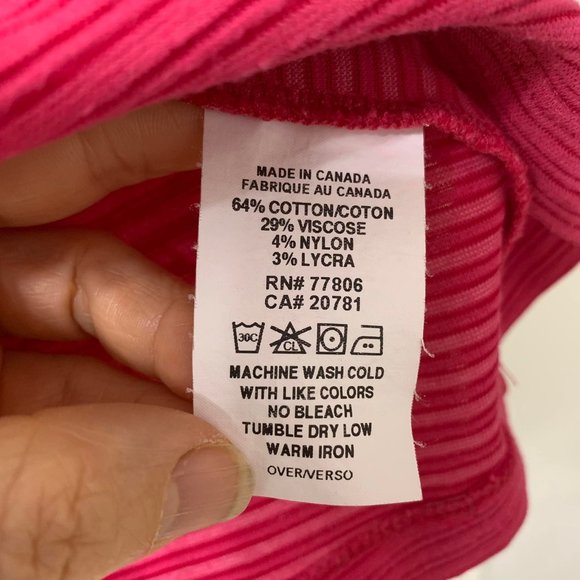 MADE IN CANADA
FABRIQUE AU CANADA
64% COTTON/COTON
29% VISCOSE
4% NYLON
3% LYCRA
RN# 77806
CA# 20781
30C CL
MACHINE WASH COLD
WITH LIKE COLORS
NO BLEACH
TUMBLE DRY LOW
WARM IRON
OVER/VERSO